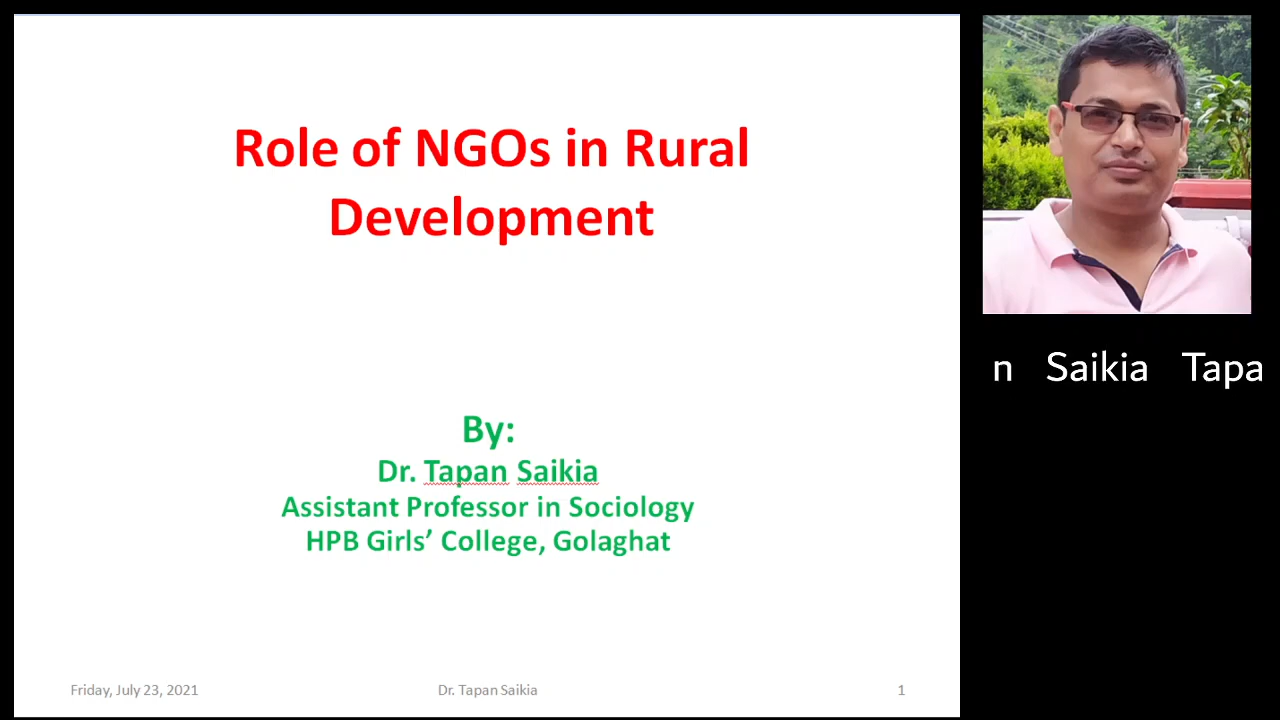 Role of NGOs in Rural
Development
By:
Dr. Tapan Saikia
Assistant Professor in Sociology
HPB Girls’ College, Golaghat
Friday, July 23, 2021
Dr. Tapan Saikia
1
n Saikia Tapa